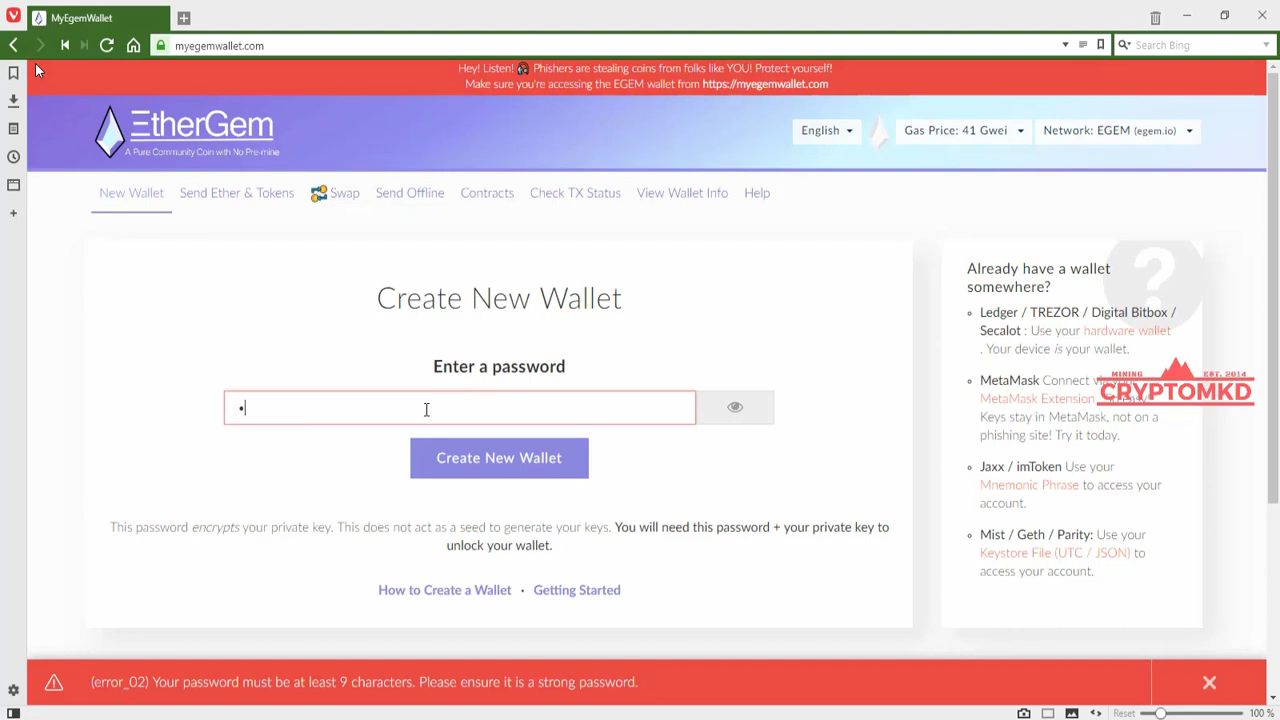 MyEgemWallet
myegemwallet.com
Search Bing
Hey! Listen! Phishers are stealing coins from folks like YOU! Protect yourself!
Make sure you're accessing the EGEM wallet from https://myegemwallet.com
ΞtherGem
A Pure Community Coin with No Pre-mine
English
Gas Price: 41 Gwei
Network: EGEM (egem.io)
New Wallet
Send Ether & Tokens
Swap
Send Offline
Contracts
Check TX Status
View Wallet Info
Help
Create New Wallet
Enter a password
Create New Wallet
This password encrypts your private key. This does not act as a seed to generate your keys. You will need this password + your private key to
unlock your wallet.
How to Create a Wallet · Getting Started
Already have a wallet
somewhere?
Ledger / TREZOR / Digital Bitbox /
Secalot : Use your hardware wallet
. Your device is your wallet.
MetaMask Connect via
MetaMask Extension
Keys stay in MetaMask, not on a
phishing site! Try it today.
Jaxx / imToken Use your
Mnemonic Phrase to access your
account.
Mist / Geth / Parity: Use your
Keystore File (UTC / JSON) to
access your account.
MINING EST. 2014
CRYPTOMKD
(error_02) Your password must be at least 9 characters. Please ensure it is a strong password.
Reset
100 %